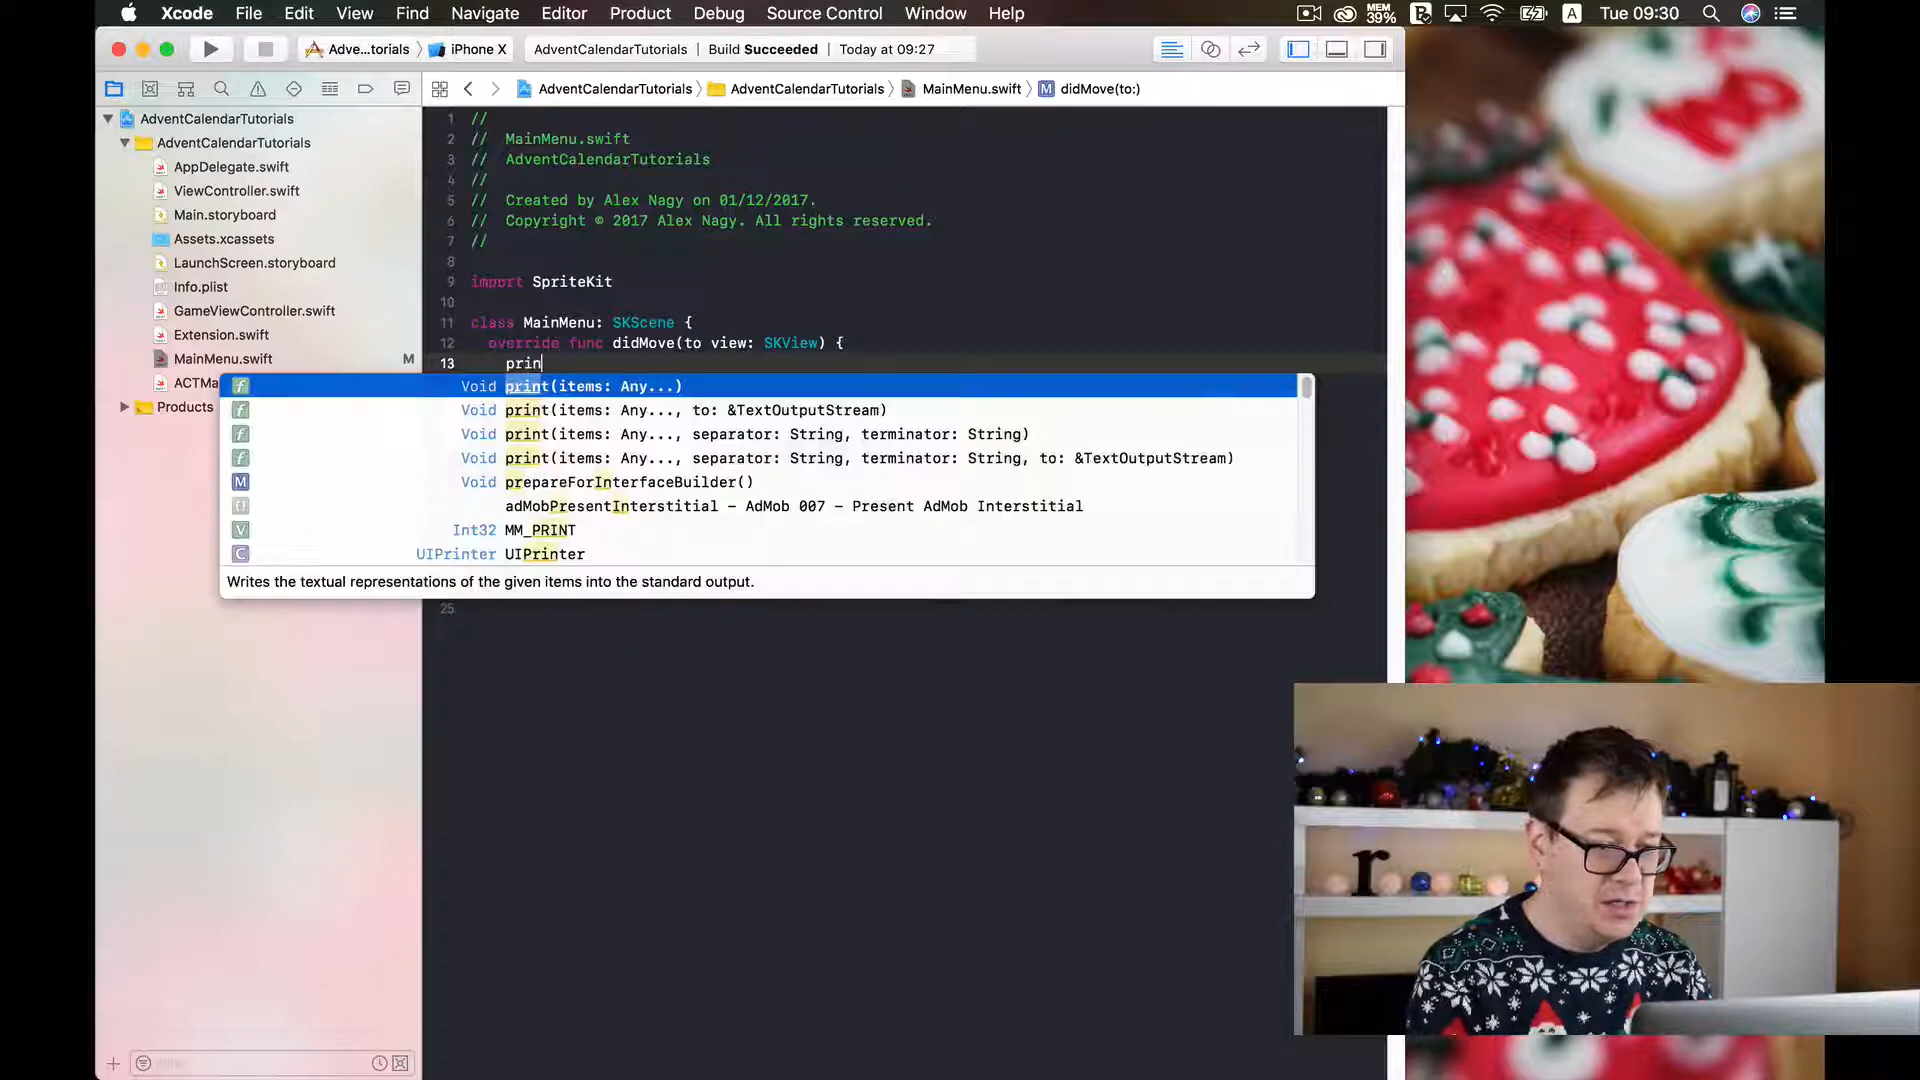 Xcode File Edit View Find Navigate Editor Product Debug Source Control Window Help MEM 39% A Tue 09:30
Adve...torials iPhone X AdventCalendarTutorials Build Succeeded Today at 09:27
AdventCalendarTutorials AdventCalendarTutorials MainMenu.swift M didMove(to:)
AdventCalendarTutorials
AdventCalendarTutorials
AppDelegate.swift
ViewController.swift
Main.storyboard
Assets.xcassets
LaunchScreen.storyboard
Info.plist
GameViewController.swift
Extension.swift
MainMenu.swift M
ACTMa
Products
1 //
2 // MainMenu.swift
3 // AdventCalendarTutorials
4 //
5 // Created by Alex Nagy on 01/12/2017.
6 // Copyright © 2017 Alex Nagy. All rights reserved.
7 //
8
9 import SpriteKit
10
11 class MainMenu: SKScene {
12 override func didMove(to view: SKView) {
13 prin
f Void print(items: Any...)
f Void print(items: Any..., to: &TextOutputStream)
f Void print(items: Any..., separator: String, terminator: String)
f Void print(items: Any..., separator: String, terminator: String, to: &TextOutputStream)
M Void prepareForInterfaceBuilder()
{} adMobPresentInterstitial – AdMob 007 – Present AdMob Interstitial
V Int32 MM_PRINT
C UIPrinter UIPrinter
Writes the textual representations of the given items into the standard output.
25
Filter
r